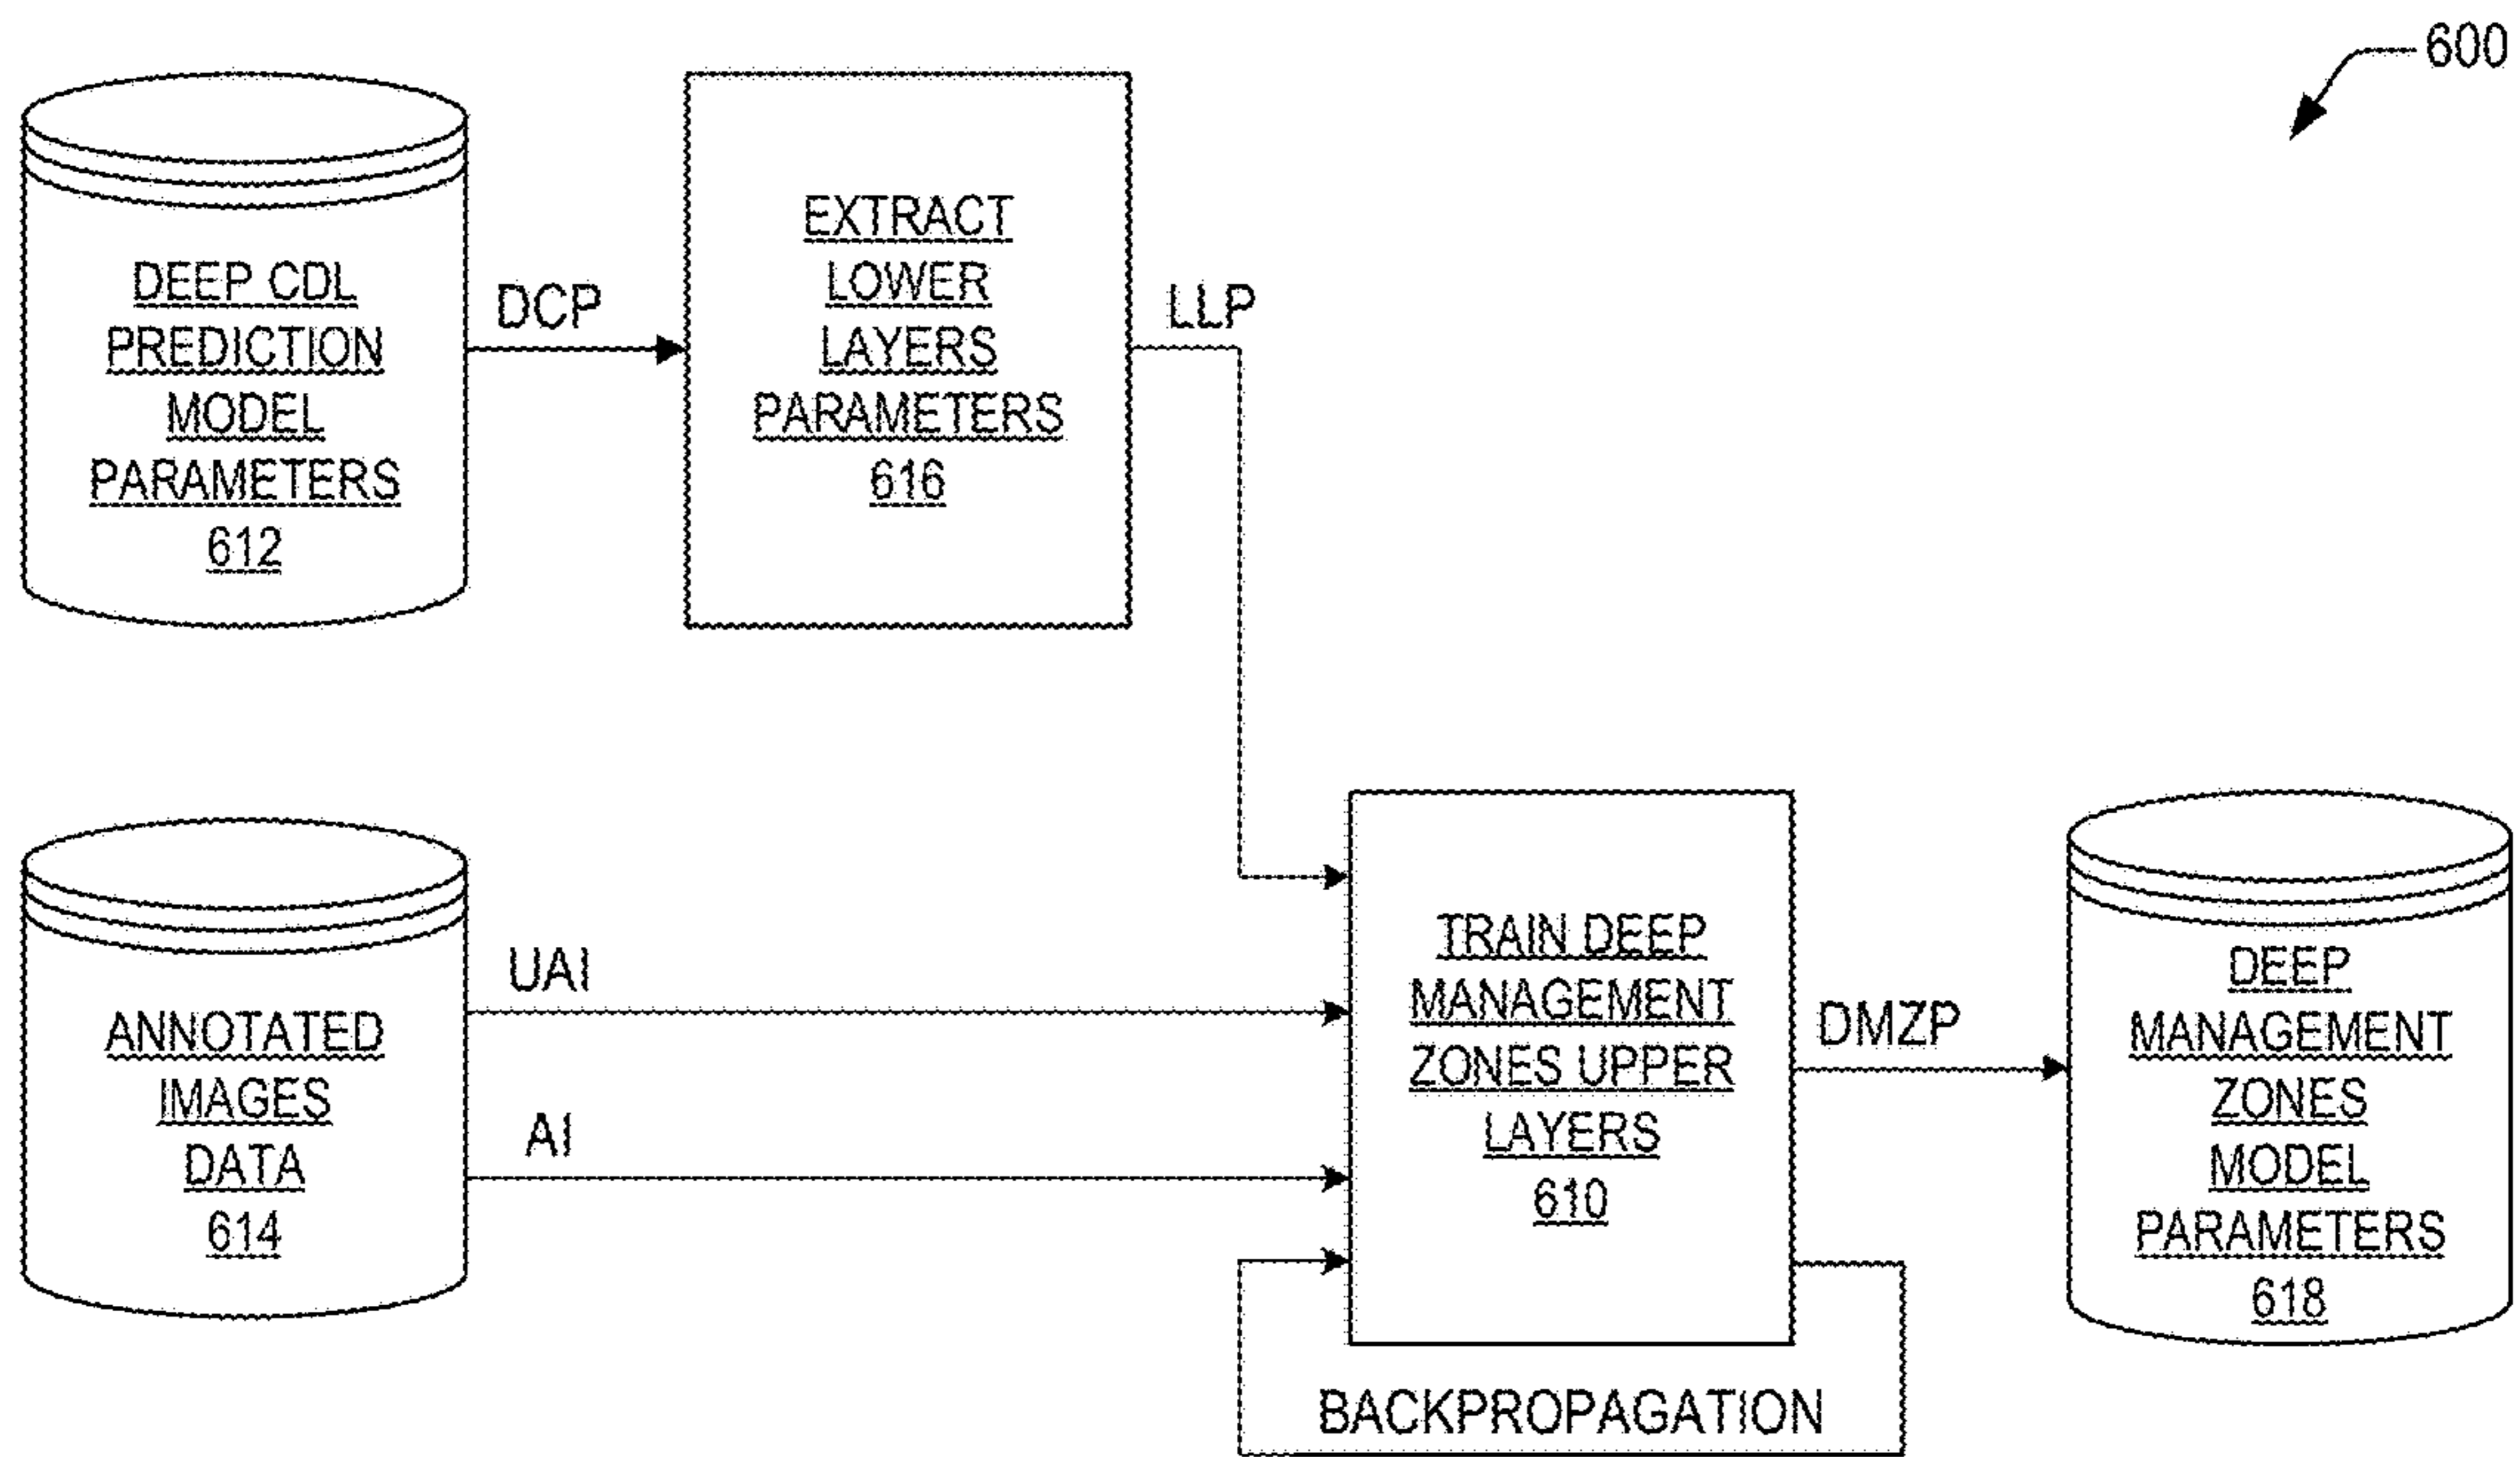 600
DEEP CDL
PREDICTION
MODEL
PARAMETERS
612
DCP
EXTRACT
LOWER
LAYERS
PARAMETERS
616
LLP
ANNOTATED
IMAGES
DATA
614
UAI
AI
TRAIN DEEP
MANAGEMENT
ZONES UPPER
LAYERS
610
BACKPROPAGATION
DMZP
DEEP
MANAGEMENT
ZONES
MODEL
PARAMETERS
618